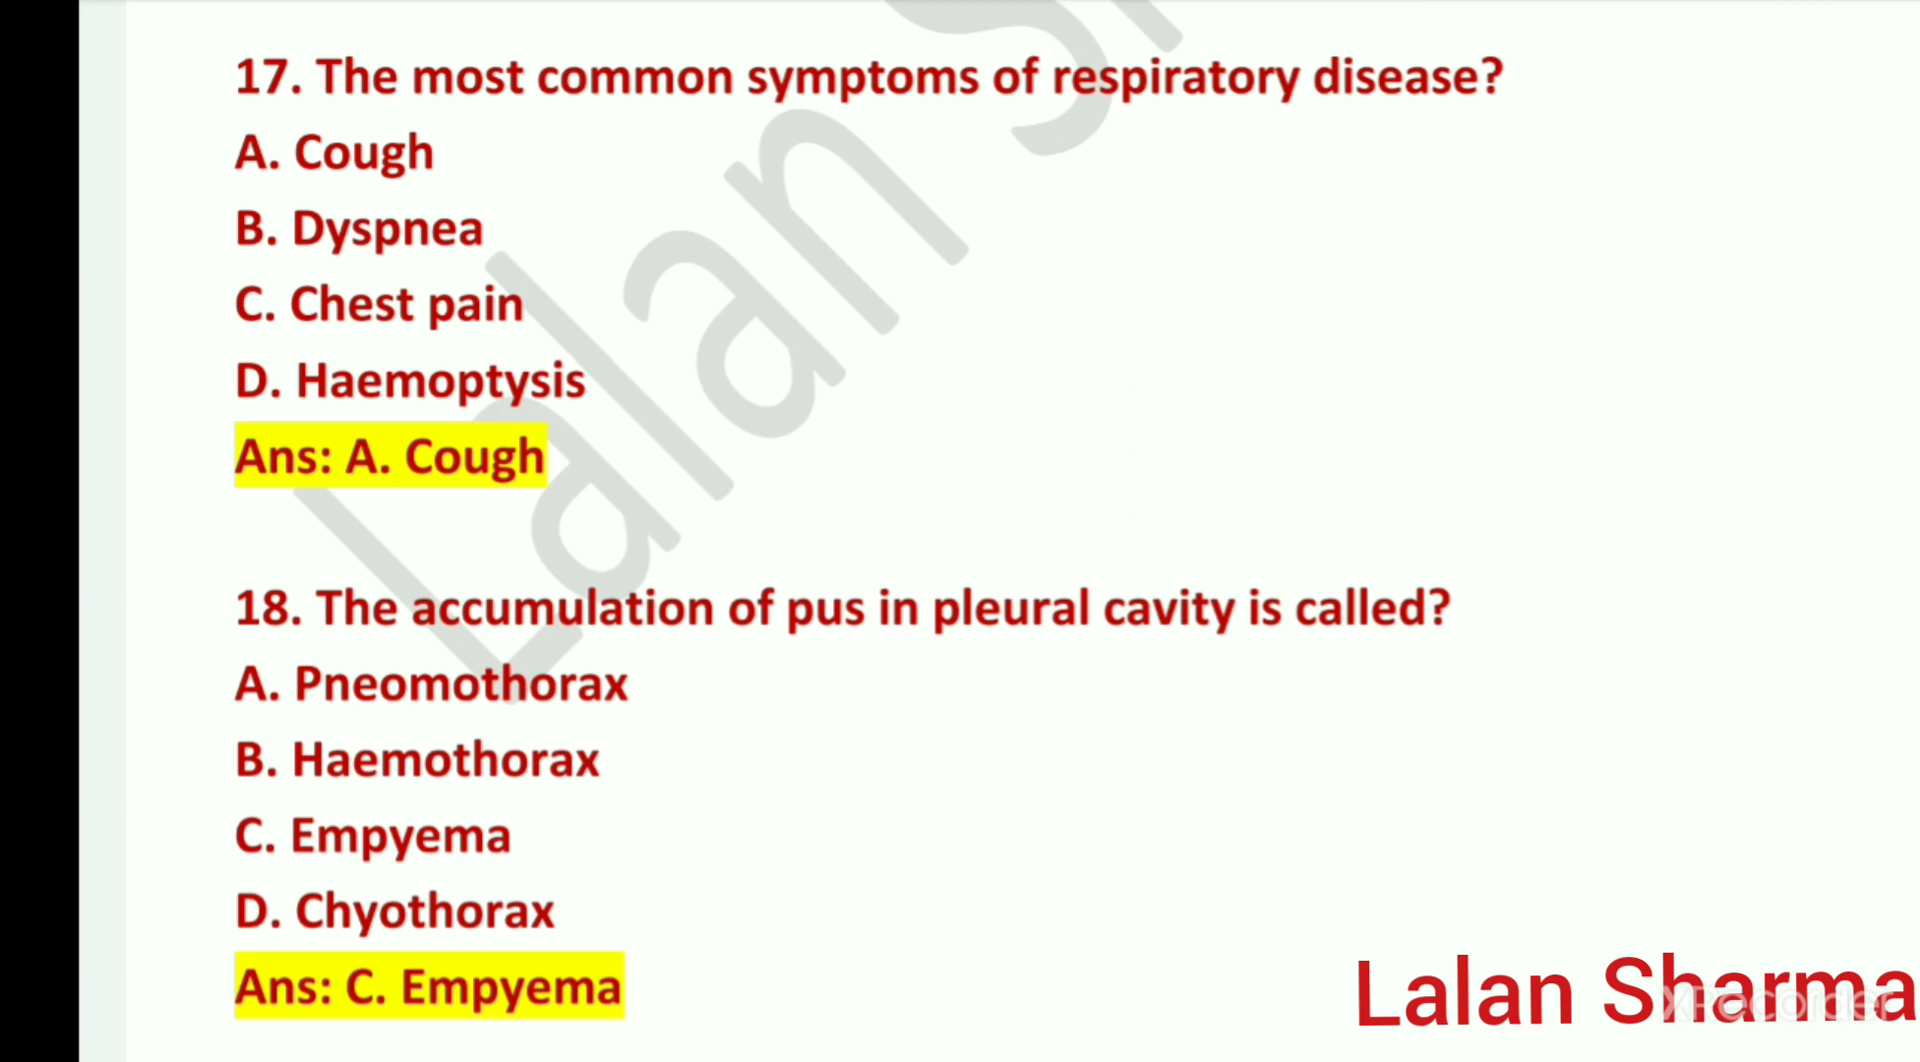 17. The most common symptoms of respiratory disease?
A. Cough
B. Dyspnea
C. Chest pain
D. Haemoptysis
Ans: A. Cough
18. The accumulation of pus in pleural cavity is called?
A. Pneomothorax
B. Haemothorax
C. Empyema
D. Chyothorax
Ans: C. Empyema
Lalan Sharma
XRecorder